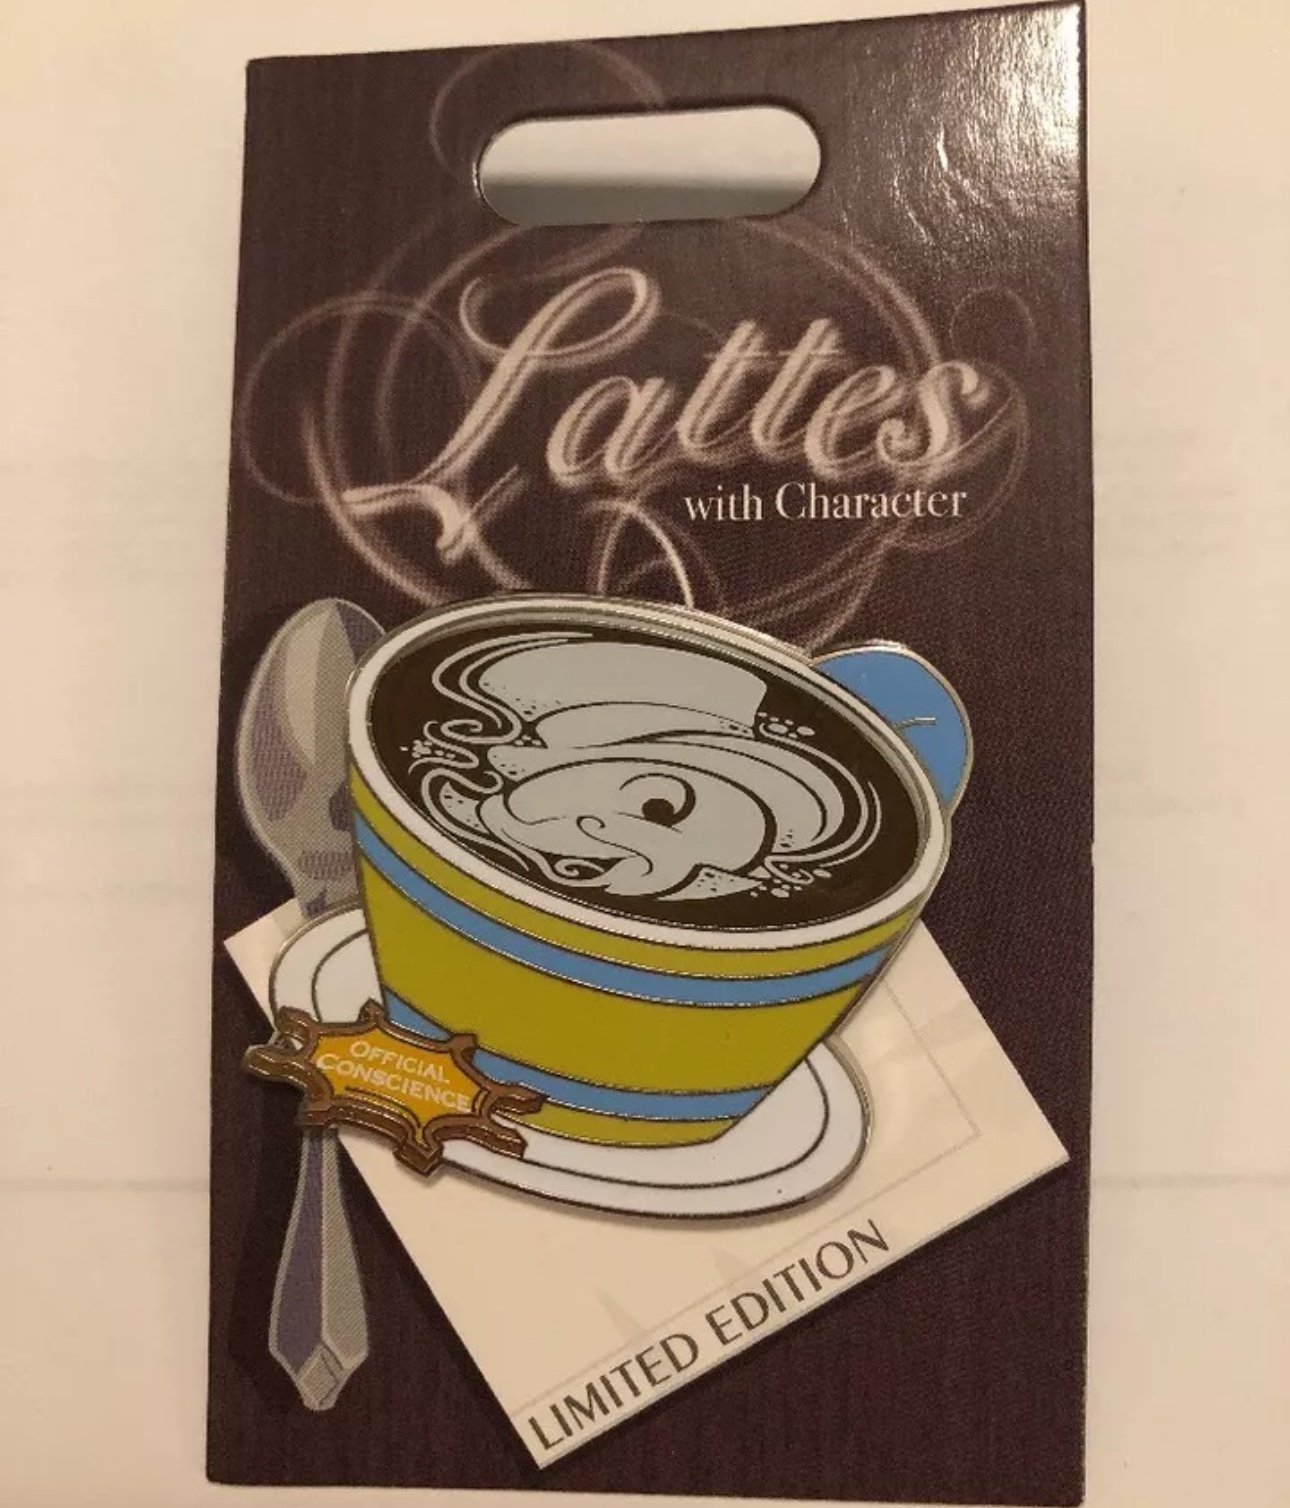 Lattes
with Character
OFFICIAL
CONSCIENCE
LIMITED EDITION